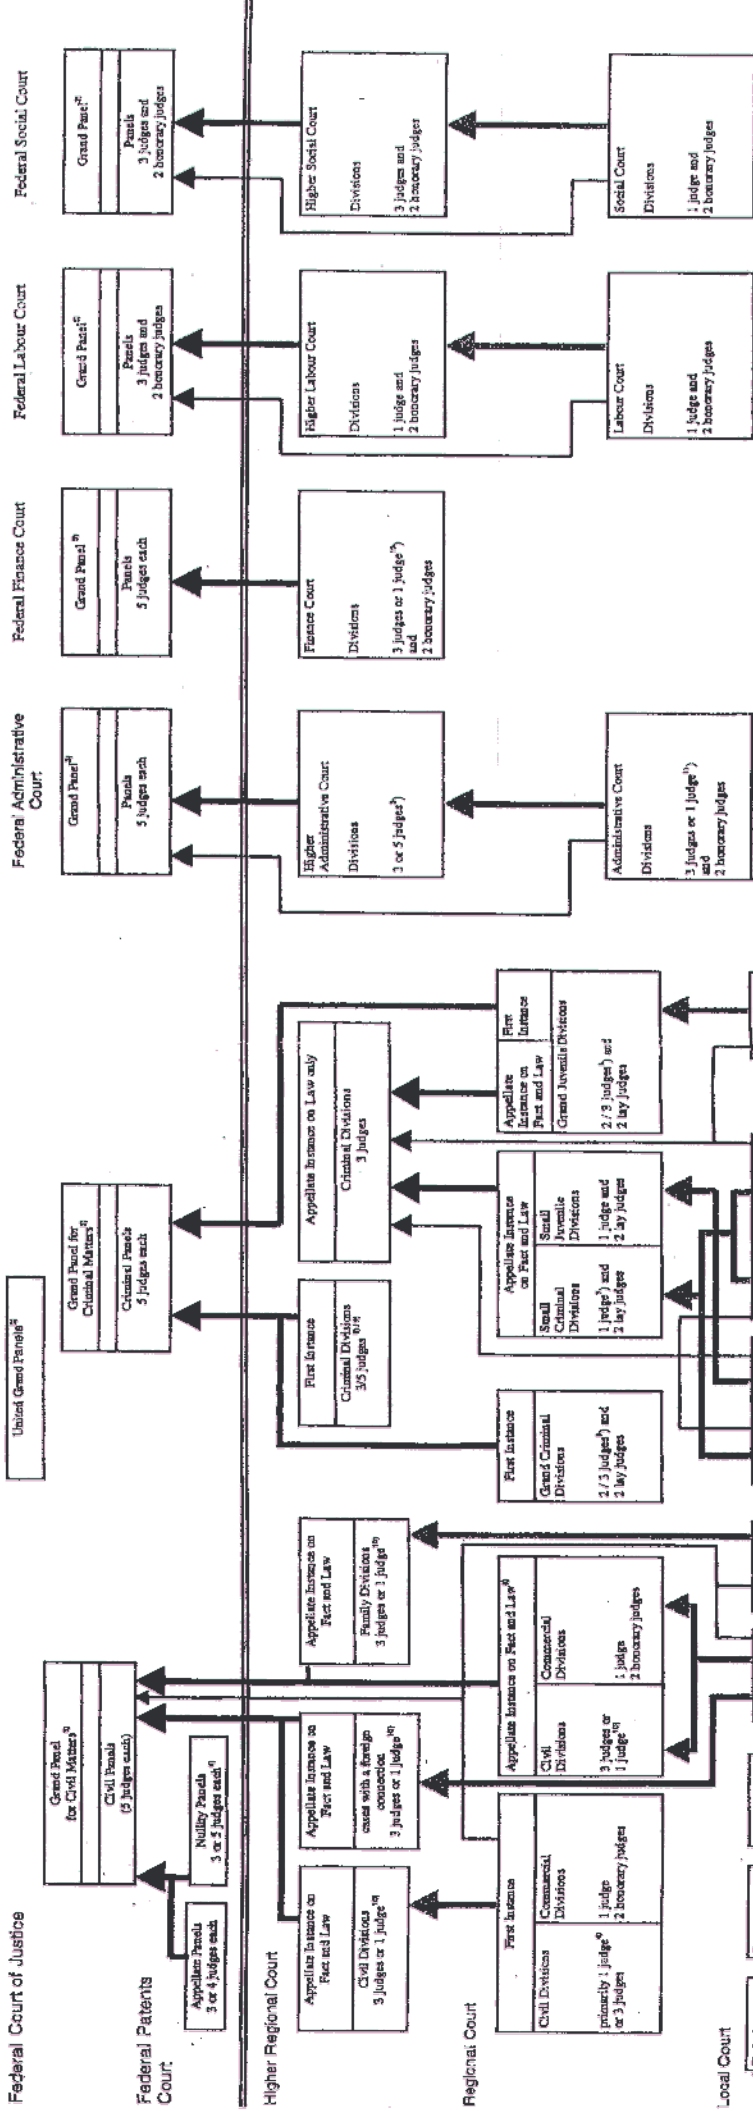 Federal Court of Justice
United Grand Panels²⁾
Federal Administrative
Court
Federal Finance Court
Federal Labour Court
Federal Social Court
Grand Panel
for Civil Matters²⁾
Civil Panels
(5 judges each)
Grand Panel for
Criminal Matters²⁾
Criminal Panels
5 judges each
Grand Panel²⁾
Panels
5 judges each
Grand Panel²⁾
Panels
5 judges each
Grand Panel²⁾
Panels
3 judges and
2 honorary judges
Grand Panel²⁾
Panels
3 judges and
2 honorary judges
Federal Patents
Court
Appellate Panels
3 or 4 judges each
Nullity Panels
3 or 5 judges each
Higher Regional Court
Appellate Instance on
Fact and Law
Civil Divisions
3 judges or 1 judge¹⁰⁾
Appellate Instance on
Fact and Law
cases with a foreign
connection
3 judges or 1 judge¹⁰⁾
Appellate Instance on
Fact and Law
Family Divisions
3 judges or 1 judge¹⁰⁾
First Instance
Criminal Divisions
3/5 judges
Appellate Instance on Law only
Criminal Divisions
3 judges
Higher
Administrative Court
Divisions
3 or 5 judges
Finance Court
Divisions
3 judges or 1 judge
and
2 honorary judges
Higher Labour Court
Divisions
1 judge and
2 honorary judges
Higher Social Court
Divisions
3 judges and
2 honorary judges
Regional Court
First Instance
Civil Divisions
primarily 1 judge
or 3 judges
Commercial
Divisions
1 judge
2 honorary judges
Appellate Instance on Fact and Law
Civil
Divisions
3 judges or
1 judge¹⁰⁾
Commercial
Divisions
1 judge
2 honorary judges
First Instance
Grand Criminal
Divisions
2 / 3 judges and
2 lay judges
Appellate Instance
on Fact and Law
Small
Criminal
Divisions
1 judge and
2 lay judges
Small
Juvenile
Divisions
1 judge and
2 lay judges
Appellate
Instance on
Fact and Law
First
Instance
Grand Juvenile Divisions
2 / 3 judges and
2 lay judges
Administrative Court
Divisions
3 judges or 1 judge
and
2 honorary judges
Labour Court
Divisions
1 judge and
2 honorary judges
Social Court
Divisions
1 judge and
2 honorary judges
Local Court